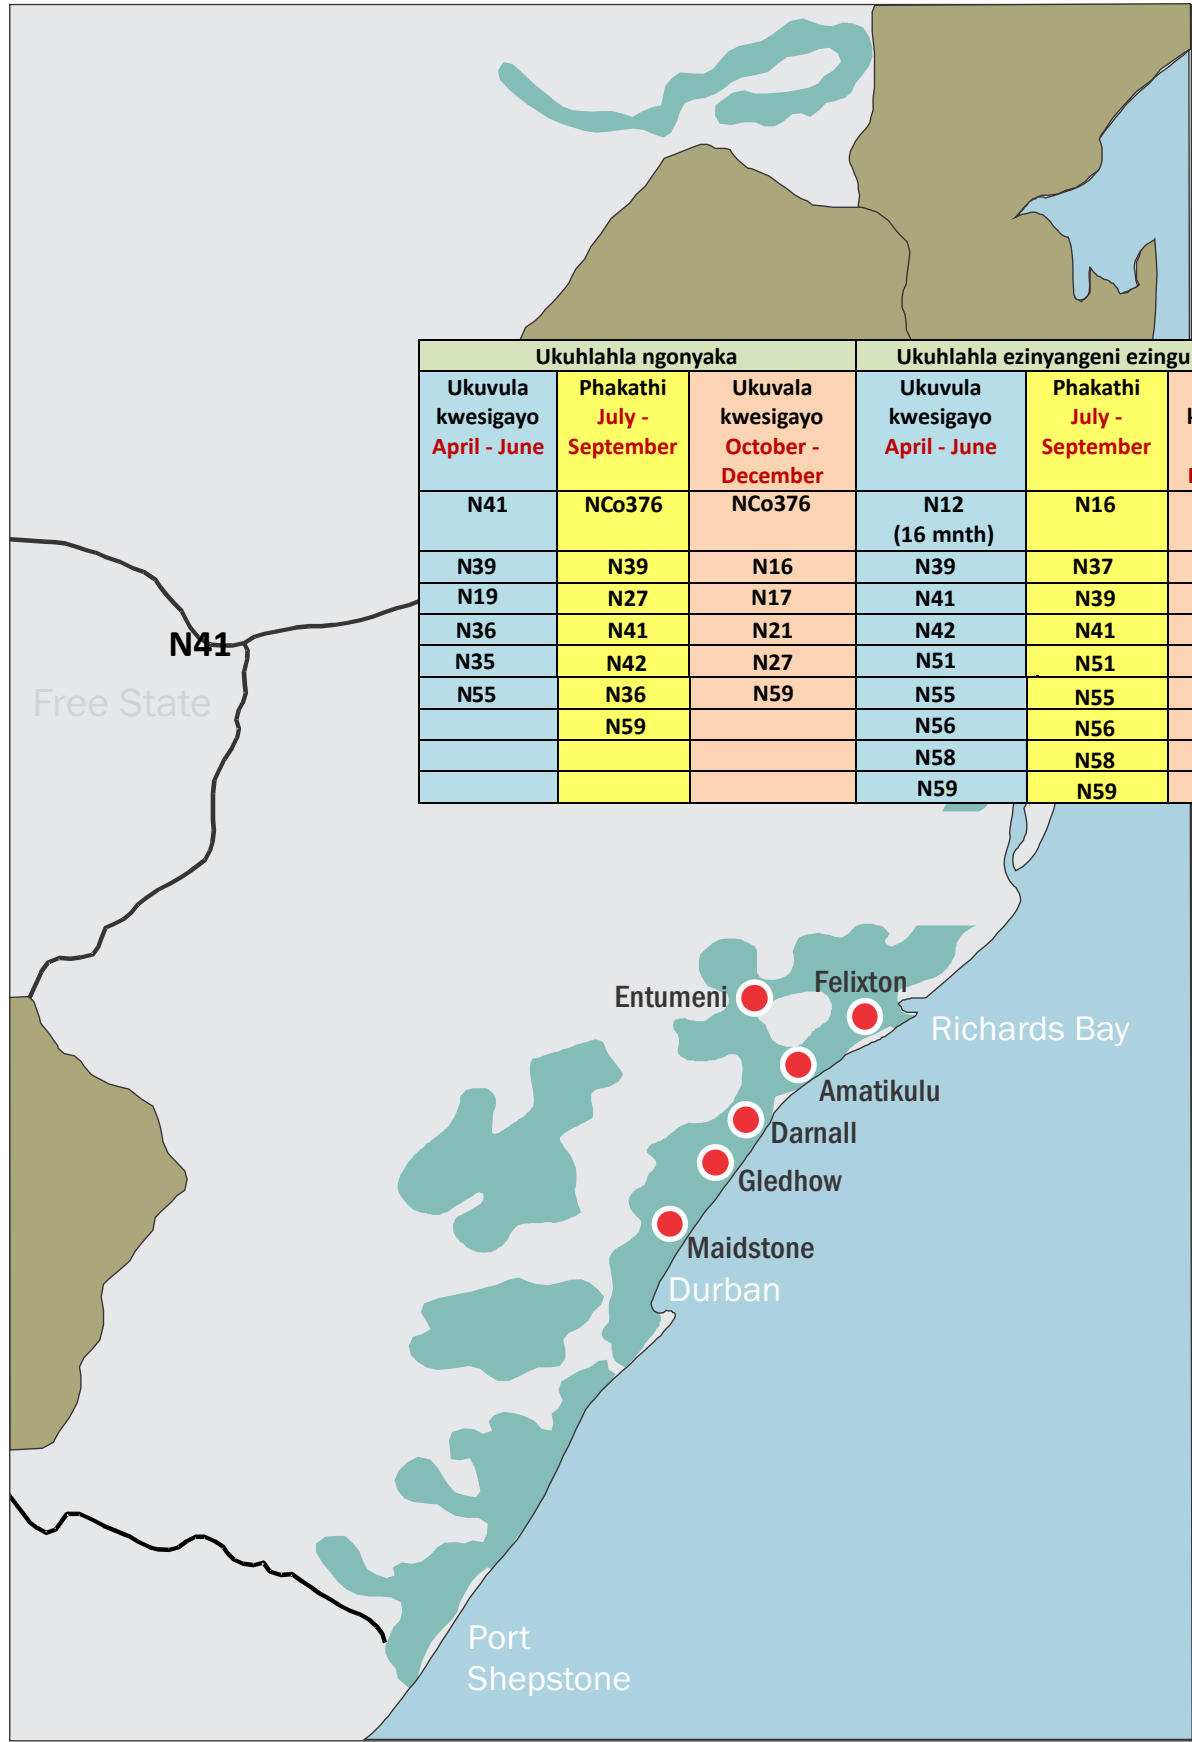 Ukuhlahla ngonyaka Ukuhlahla ezinyangeni ezingu
Ukuvula kwesigayo April - June Phakathi July - September Ukuvala kwesigayo October - December Ukuvula kwesigayo April - June Phakathi July - September
N41 NCo376 NCo376 N12 (16 mnth) N16
N39 N39 N16 N39 N37
N19 N27 N17 N41 N39
N36 N41 N21 N42 N41
N35 N42 N27 N51 N51
N55 N36 N59 N55 N55
N59 N56 N56
N58 N58
N59 N59
N41
Free State
Entumeni
Felixton
Richards Bay
Amatikulu
Darnall
Gledhow
Maidstone
Durban
Port
Shepstone